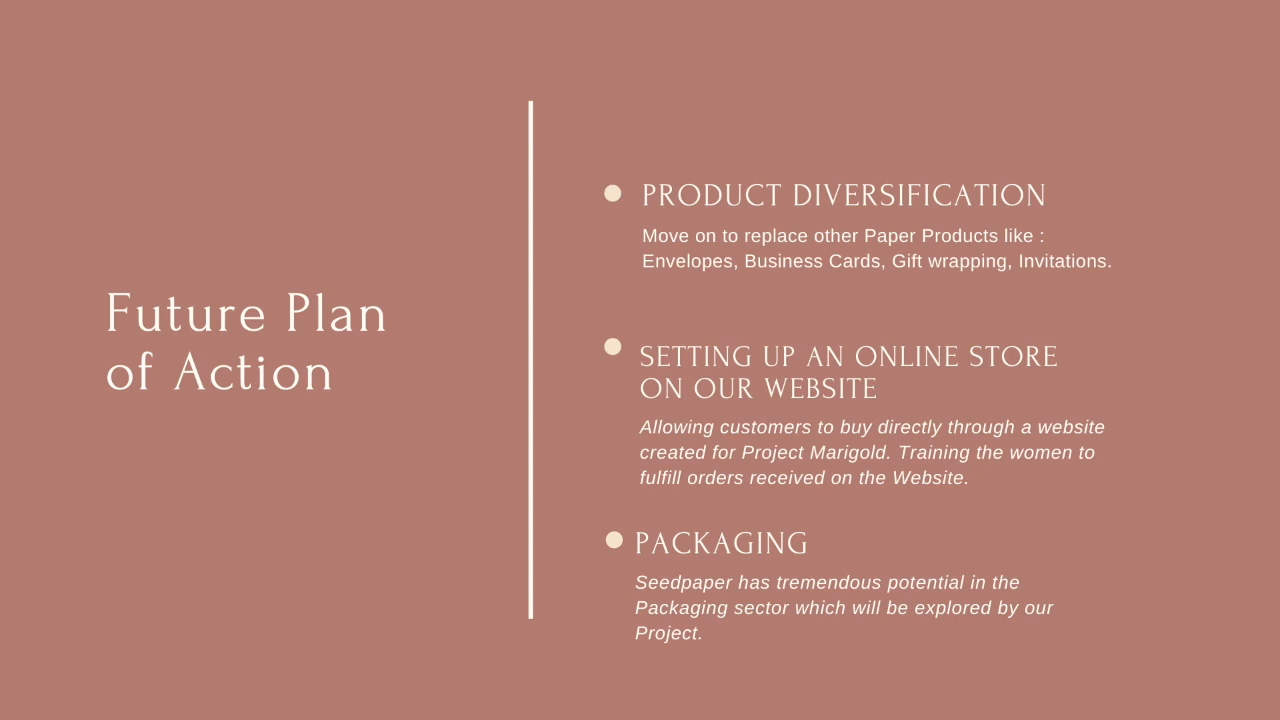 Future Plan
of Action
PRODUCT DIVERSIFICATION
Move on to replace other Paper Products like :
Envelopes, Business Cards, Gift wrapping, Invitations.
SETTING UP AN ONLINE STORE
ON OUR WEBSITE
Allowing customers to buy directly through a website
created for Project Marigold. Training the women to
fulfill orders received on the Website.
PACKAGING
Seedpaper has tremendous potential in the
Packaging sector which will be explored by our
Project.